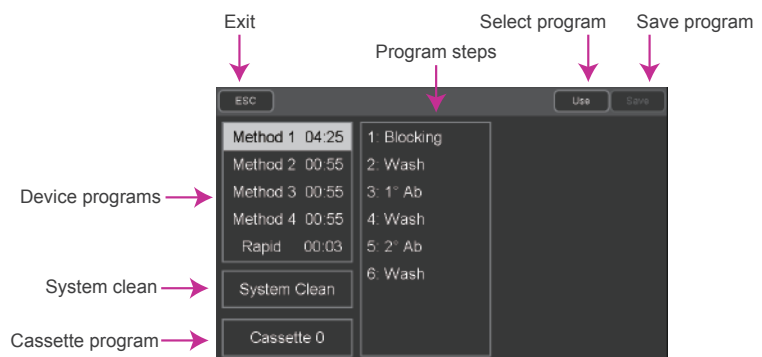 Exit
Select program
Save program
Program steps
ESC
Use
Save
Method 1 04:25
Method 2 00:55
Method 3 00:55
Method 4 00:55
Rapid 00:03
1: Blocking
2: Wash
3: 1° Ab
4: Wash
5: 2° Ab
6: Wash
Device programs
System clean
System Clean
Cassette program
Cassette 0